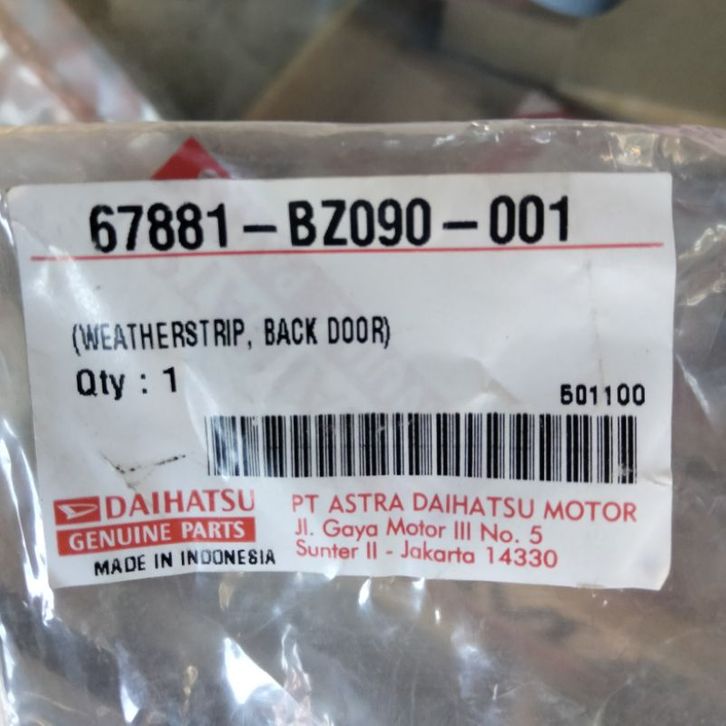 67881-BZ090-001
(WEATHERSTRIP, BACK DOOR)
Qty : 1
501100
DAIHATSU
GENUINE PARTS
MADE IN INDONESIA
PT ASTRA DAIHATSU MOTOR
Jl. Gaya Motor III No. 5
Sunter II - Jakarta 14330